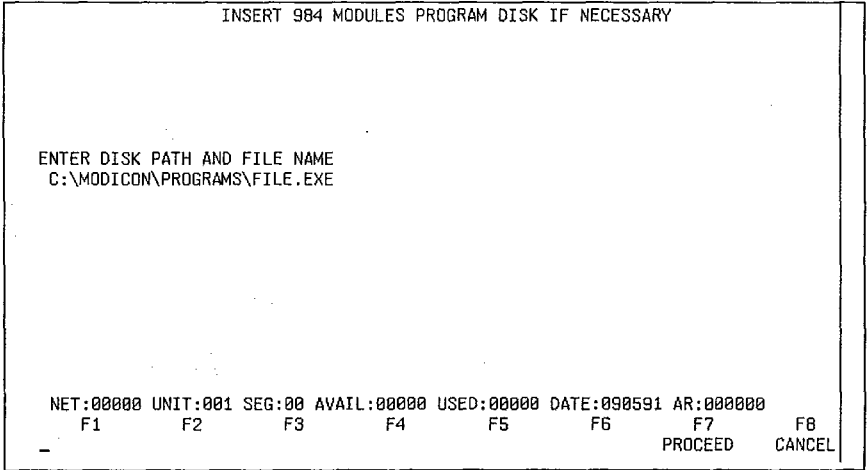 INSERT 984 MODULES PROGRAM DISK IF NECESSARY
ENTER DISK PATH AND FILE NAME
C:\MODICON\PROGRAMS\FILE.EXE
NET:00000 UNIT:001 SEG:00 AVAIL:00000 USED:00000 DATE:090591 AR:000000
F1 F2 F3 F4 F5 F6 F7 F8
PROCEED CANCEL